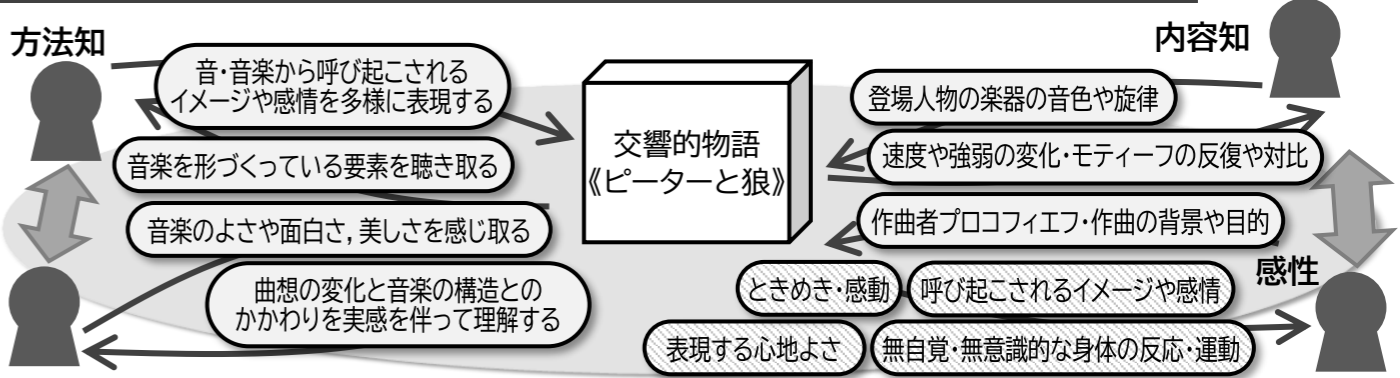 方法知
音・音楽から呼び起こされる
イメージや感情を多様に表現する
音楽を形づくっている要素を聴き取る
音楽のよさや面白さ，美しさを感じ取る
曲想の変化と音楽の構造との
かかわりを実感を伴って理解する
交響的物語
《ピーターと狼》
内容知
登場人物の楽器の音色や旋律
速度や強弱の変化・モティーフの反復や対比
作曲者プロコフィエフ・作曲の背景や目的
感性
ときめき・感動
呼び起こされるイメージや感情
表現する心地よさ
無自覚・無意識的な身体の反応・運動